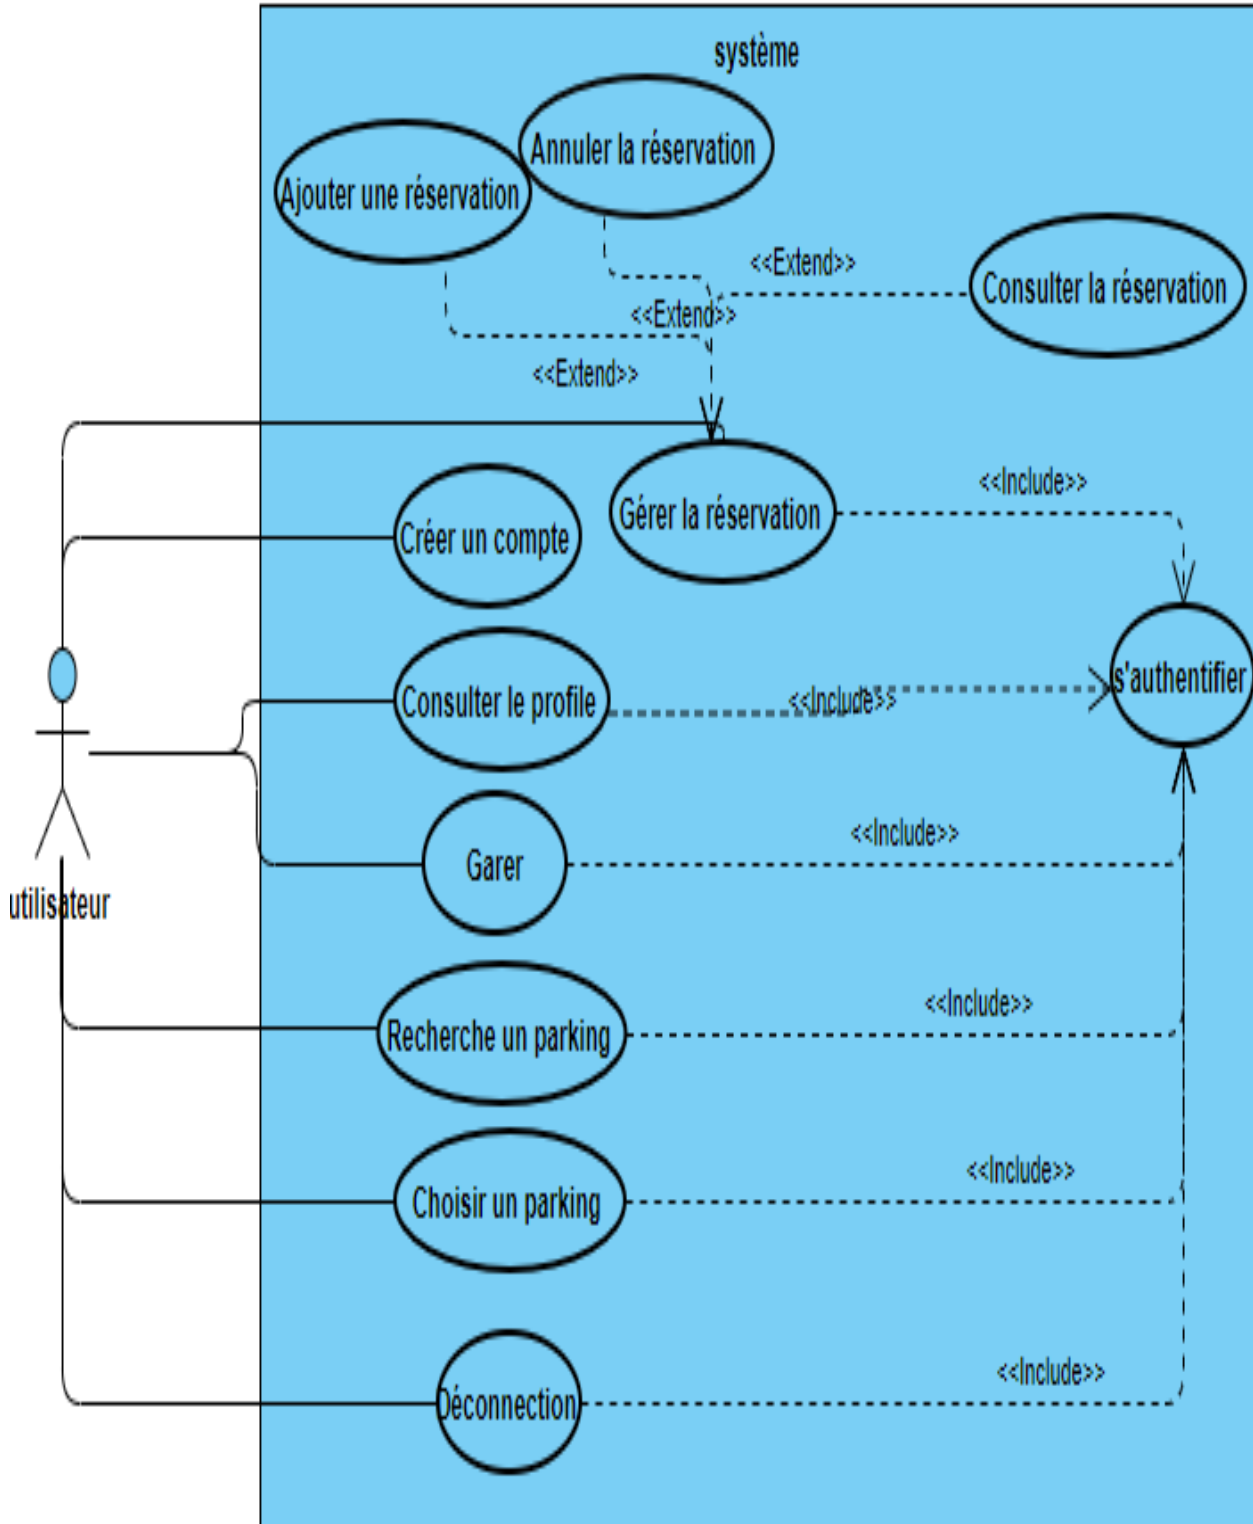 système
Annuler la réservation
Ajouter une réservation
<<Extend>>
Consulter la réservation
<<Extend>>
<<Extend>>
<<Include>>
Gérer la réservation
Créer un compte
s'authentifier
Consulter le profile
<<Include>>
<<Include>>
Garer
utilisateur
<<Include>>
Recherche un parking
<<Include>>
Choisir un parking
<<Include>>
Déconnection